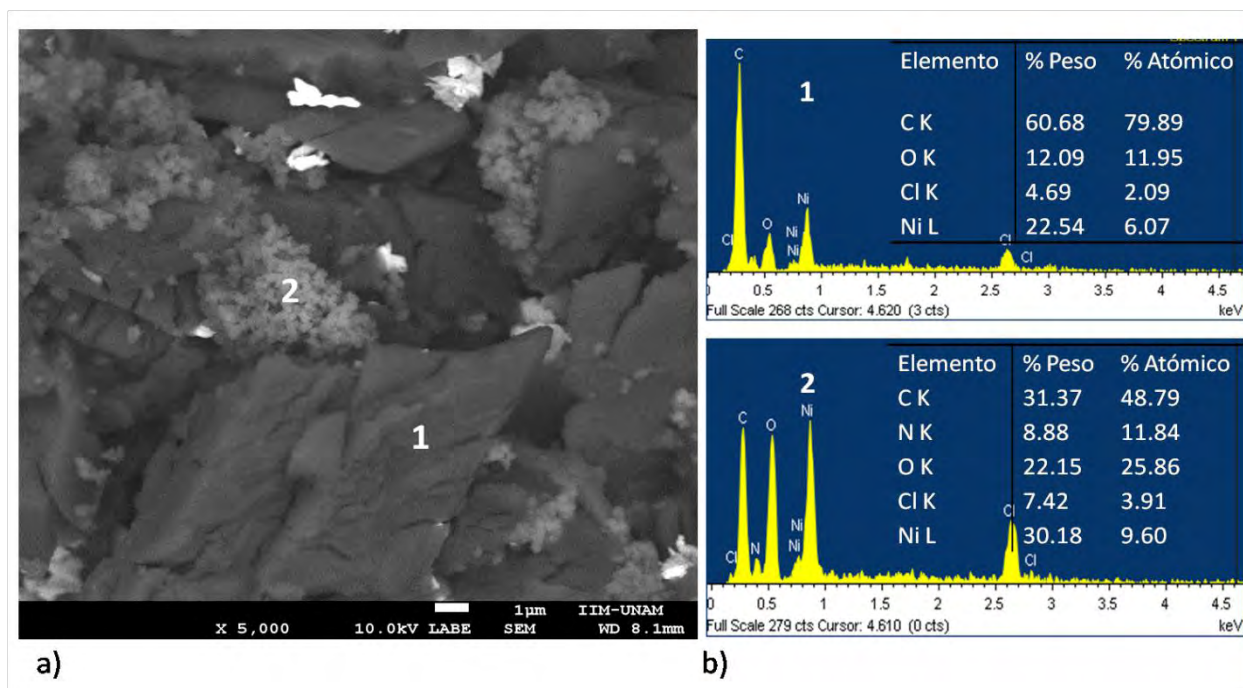 2
1
X 5,000 10.0kV LABE SEM 1μm IIM-UNAM WD 8.1mm
a)
1
Elemento % Peso % Atómico
C K 60.68 79.89
O K 12.09 11.95
Cl K 4.69 2.09
Ni L 22.54 6.07
C
Ni
O
Ni
Ni
Cl
Cl
Cl
0 0.5 1 1.5 2 2.5 3 3.5 4 4.5
Full Scale 268 cts Cursor: 4.620 (3 cts) keV
2
Elemento % Peso % Atómico
C K 31.37 48.79
N K 8.88 11.84
O K 22.15 25.86
Cl K 7.42 3.91
Ni L 30.18 9.60
C
O
Ni
Ni
Ni
Cl
N
Cl
Cl
0 0.5 1 1.5 2 2.5 3 3.5 4 4.5
Full Scale 279 cts Cursor: 4.610 (0 cts) keV
b)